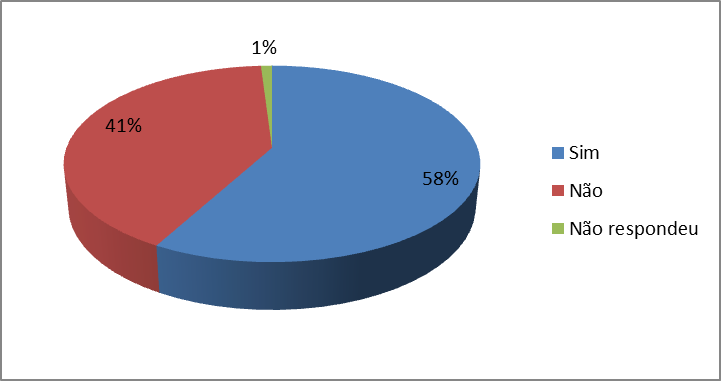 1%
41%
58%
Sim
Não
Não respondeu